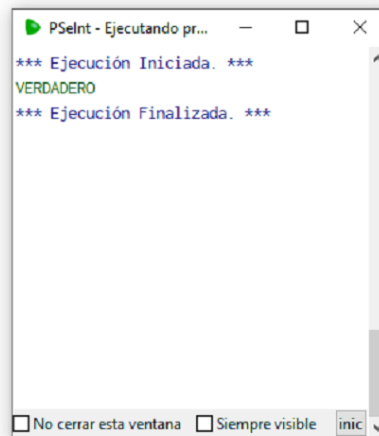 PSeInt - Ejecutando pr...
*** Ejecución Iniciada. ***
VERDADERO
*** Ejecución Finalizada. ***
No cerrar esta ventana Siempre visible inic